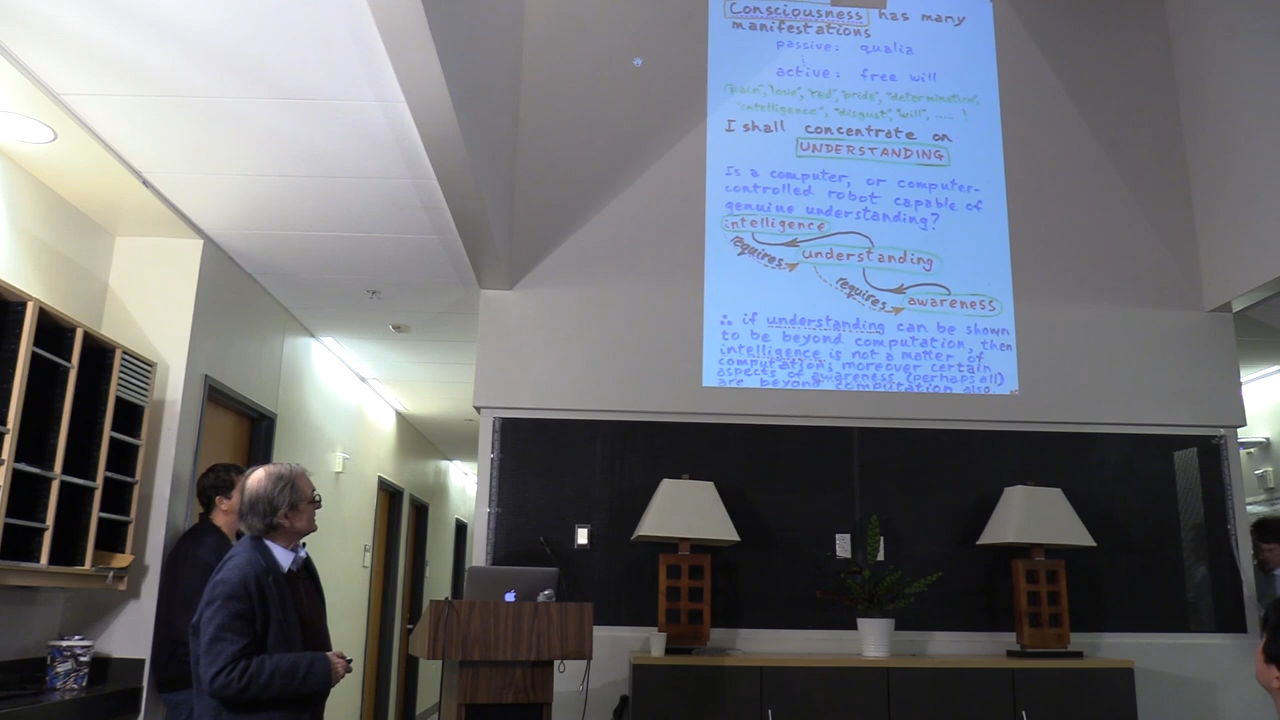 Consciousness has many
manifestations
passive: qualia
active: free will
("pain", "love", "red", "pride", "determination",
"intelligence", "disgust", "will", .... )
I shall concentrate on
UNDERSTANDING
Is a computer, or computer-
controlled robot capable of
genuine understanding?
intelligence
requires
understanding
requires
awareness
∴ if understanding can be shown
to be beyond computation, then
intelligence is not a matter of
computation; moreover certain
aspects of awareness (perhaps all)
are beyond computation also.